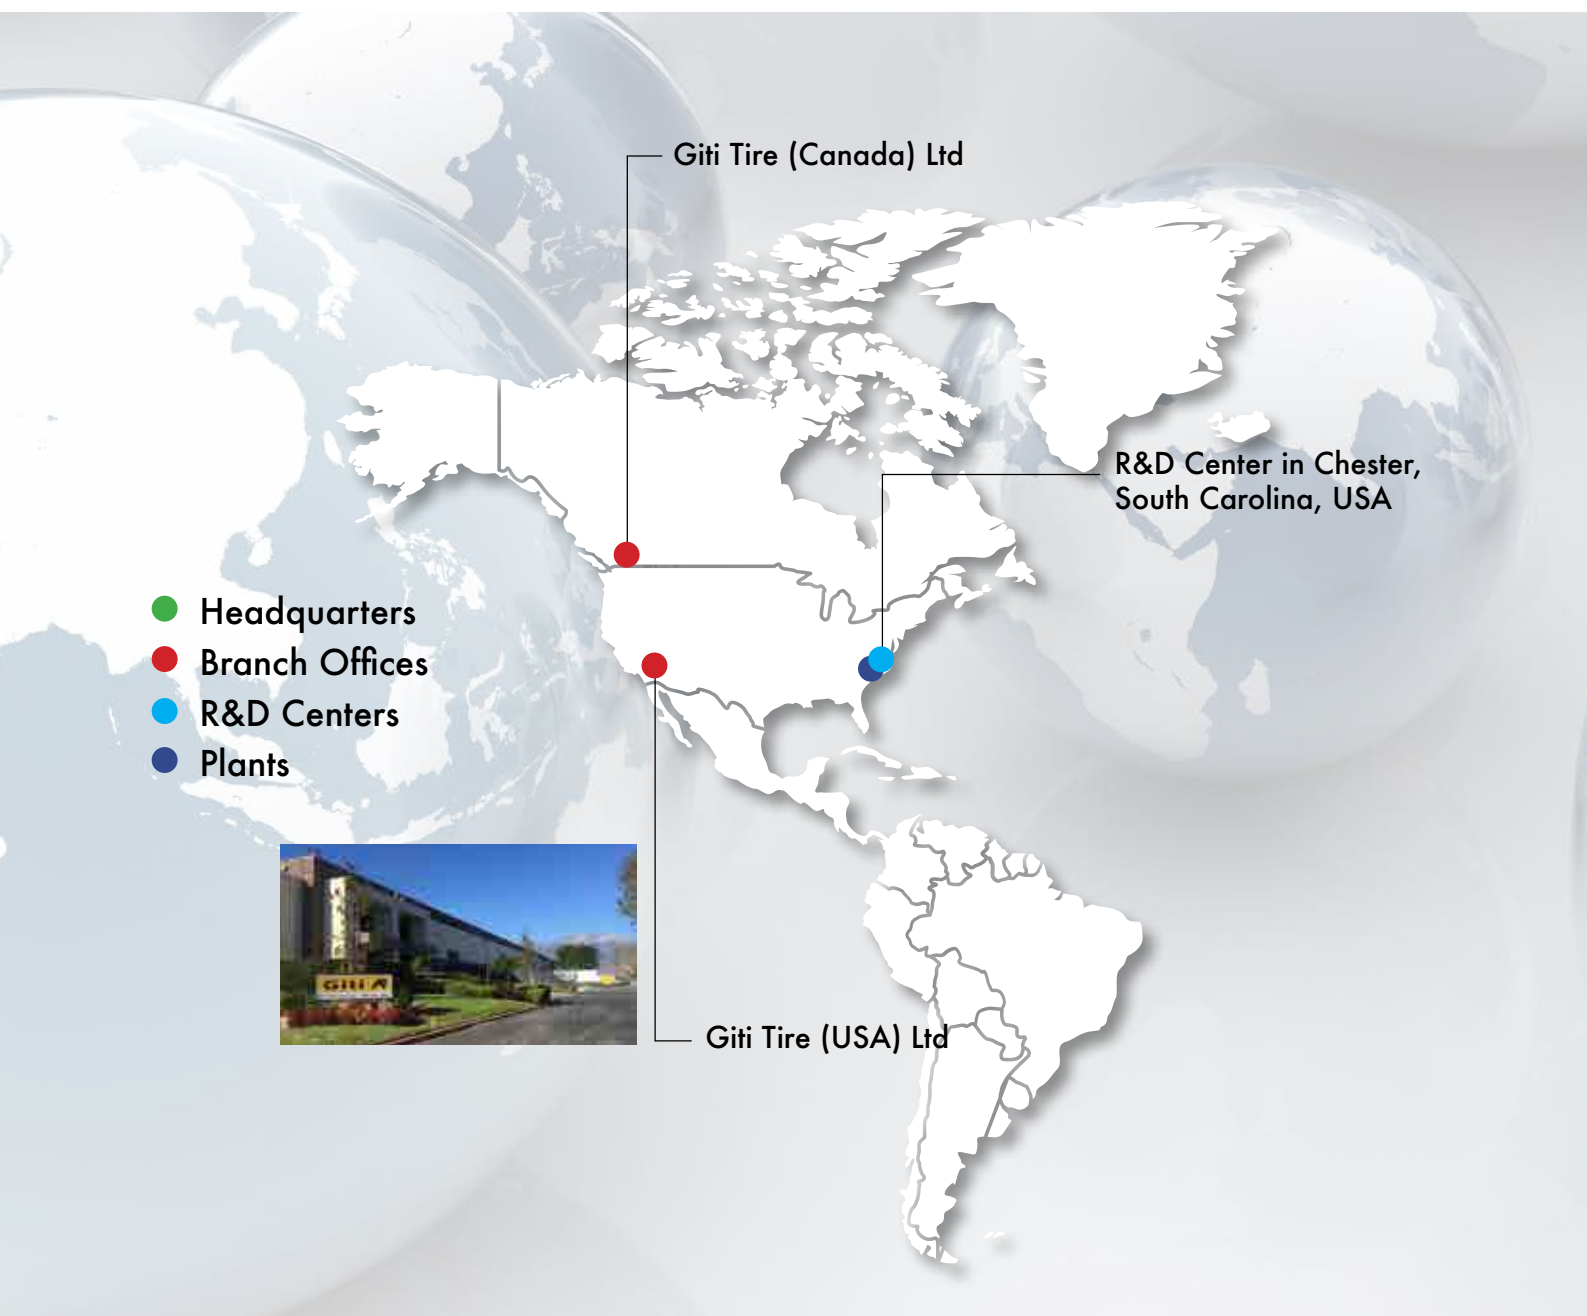 Giti Tire (Canada) Ltd
R&D Center in Chester,
South Carolina, USA
Headquarters
Branch Offices
R&D Centers
Plants
Giti
Giti Tire (USA) Ltd